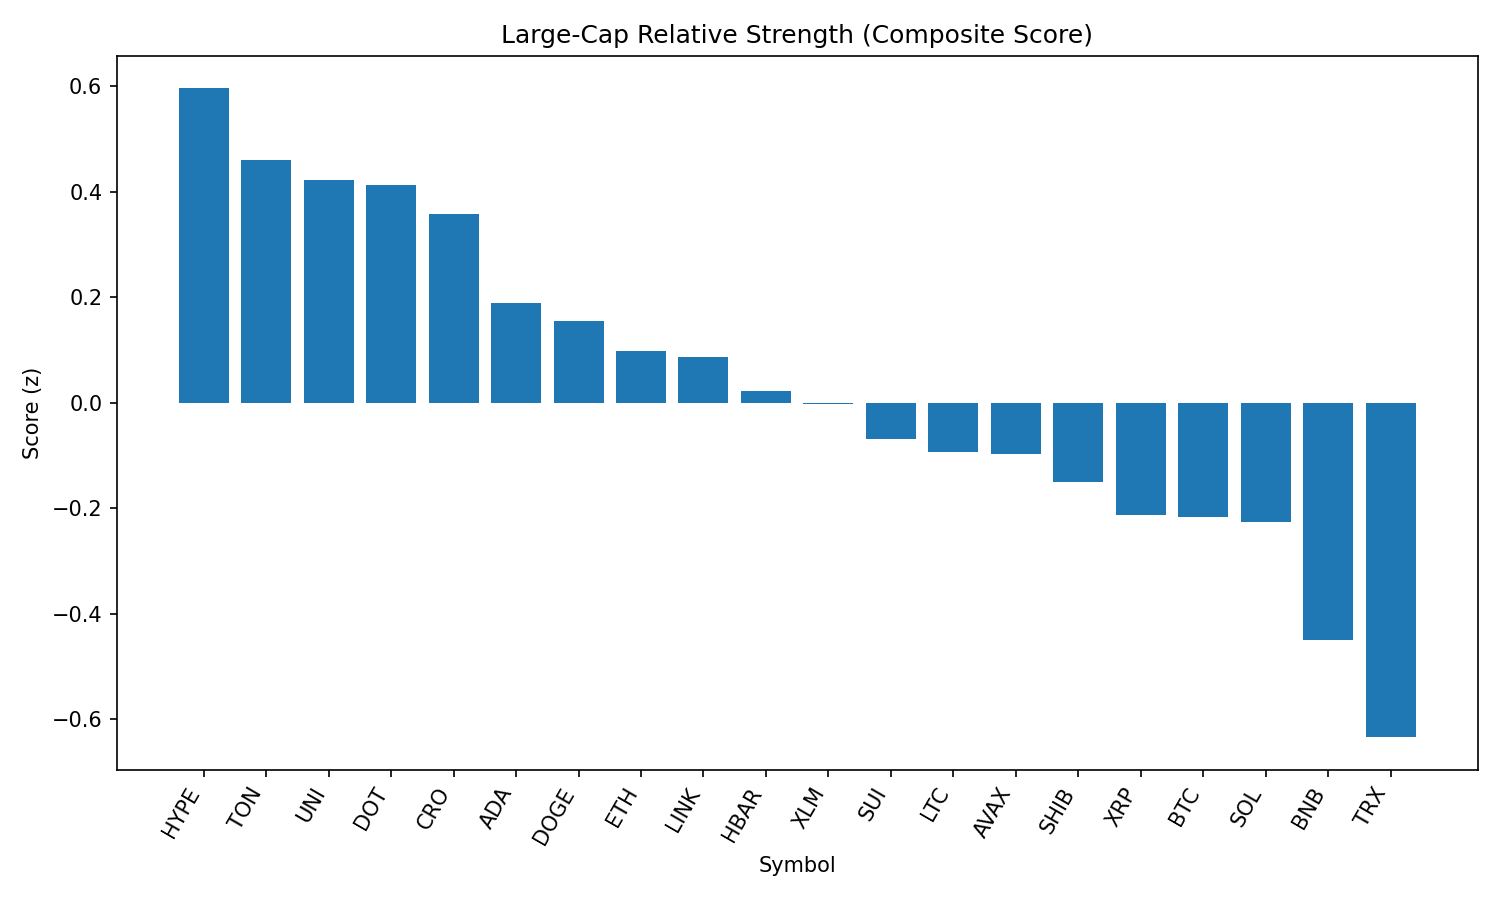 Large-Cap Relative Strength (Composite Score)
0.6
0.4
0.2
0.0
−0.2
−0.4
−0.6
Score (z)
HYPE
TON
UNI
DOT
CRO
ADA
DOGE
ETH
LINK
HBAR
XLM
SUI
LTC
AVAX
SHIB
XRP
BTC
SOL
BNB
TRX
Symbol